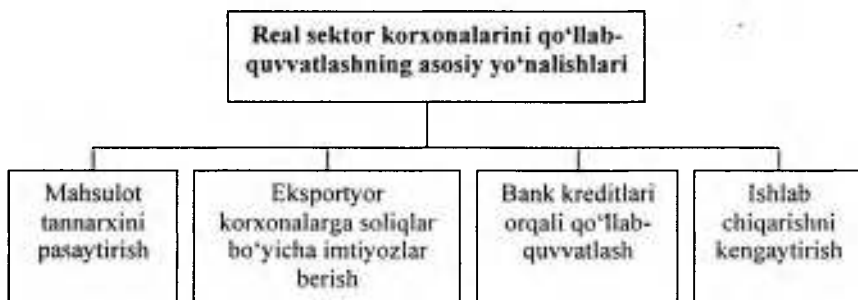 Real sektor korxonalarini qo‘llab-
quvvatlashning asosiy yo‘nalishlari
Mahsulot
tannarxini
pasaytirish
Eksportyor
korxonalarga soliqlar
bo‘yicha imtiyozlar
berish
Bank kreditlari
orqali qo‘llab-
quvvatlash
Ishlab
chiqarishni
kengaytirish